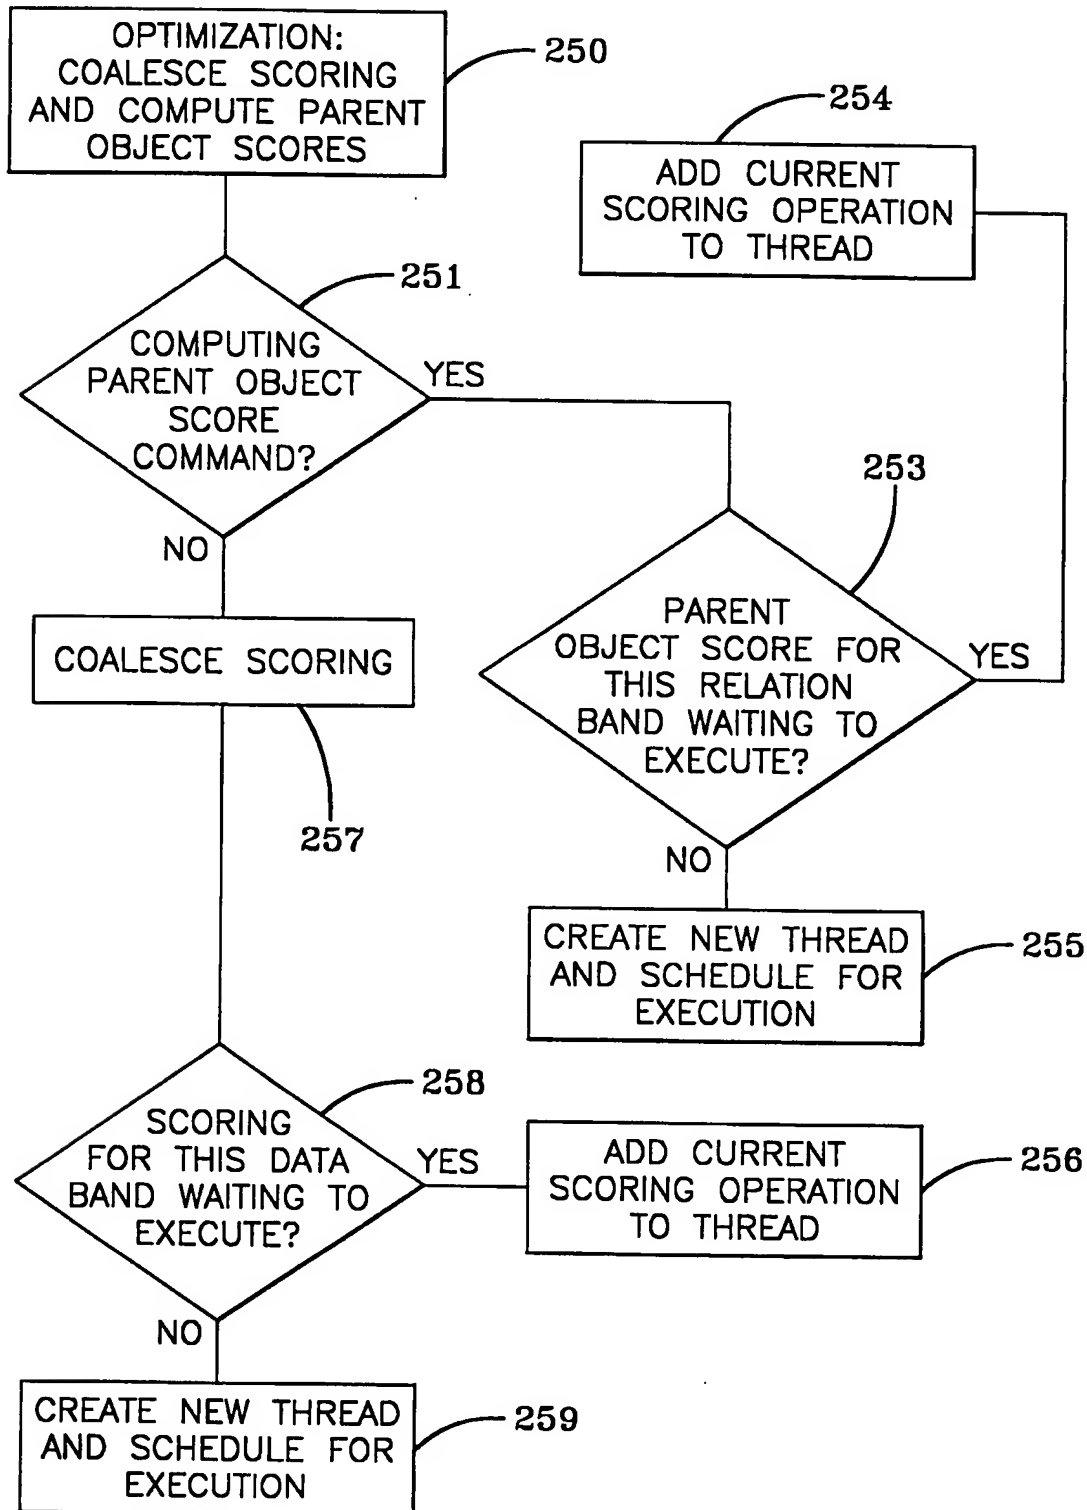 OPTIMIZATION:
COALESCE SCORING
AND COMPUTE PARENT
OBJECT SCORES
250
254
ADD CURRENT
SCORING OPERATION
TO THREAD
251
COMPUTING
PARENT OBJECT
SCORE
COMMAND?
YES
NO
253
PARENT
OBJECT SCORE FOR
THIS RELATION
BAND WAITING TO
EXECUTE?
YES
NO
COALESCE SCORING
257
CREATE NEW THREAD
AND SCHEDULE FOR
EXECUTION
255
258
SCORING
FOR THIS DATA
BAND WAITING TO
EXECUTE?
YES
NO
ADD CURRENT
SCORING OPERATION
TO THREAD
256
CREATE NEW THREAD
AND SCHEDULE FOR
EXECUTION
259